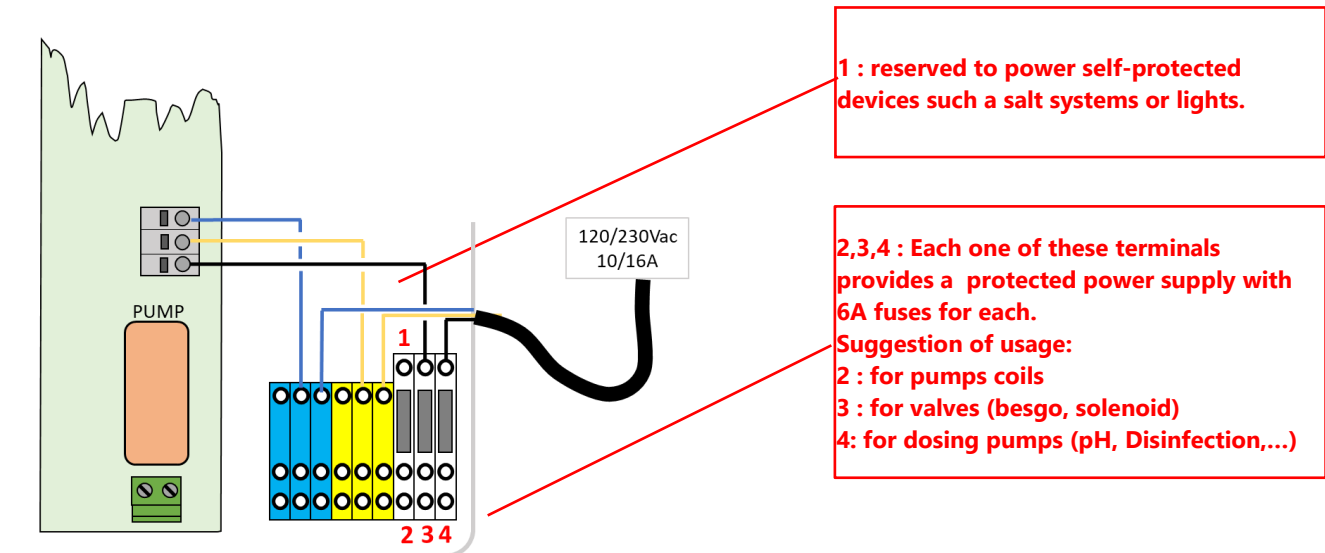 1 : reserved to power self-protected
devices such a salt systems or lights.
120/230Vac
10/16A
2,3,4 : Each one of these terminals
provides a protected power supply with
6A fuses for each.
Suggestion of usage:
2 : for pumps coils
3 : for valves (besgo, solenoid)
4: for dosing pumps (pH, Disinfection,...)
PUMP
1
2 3 4